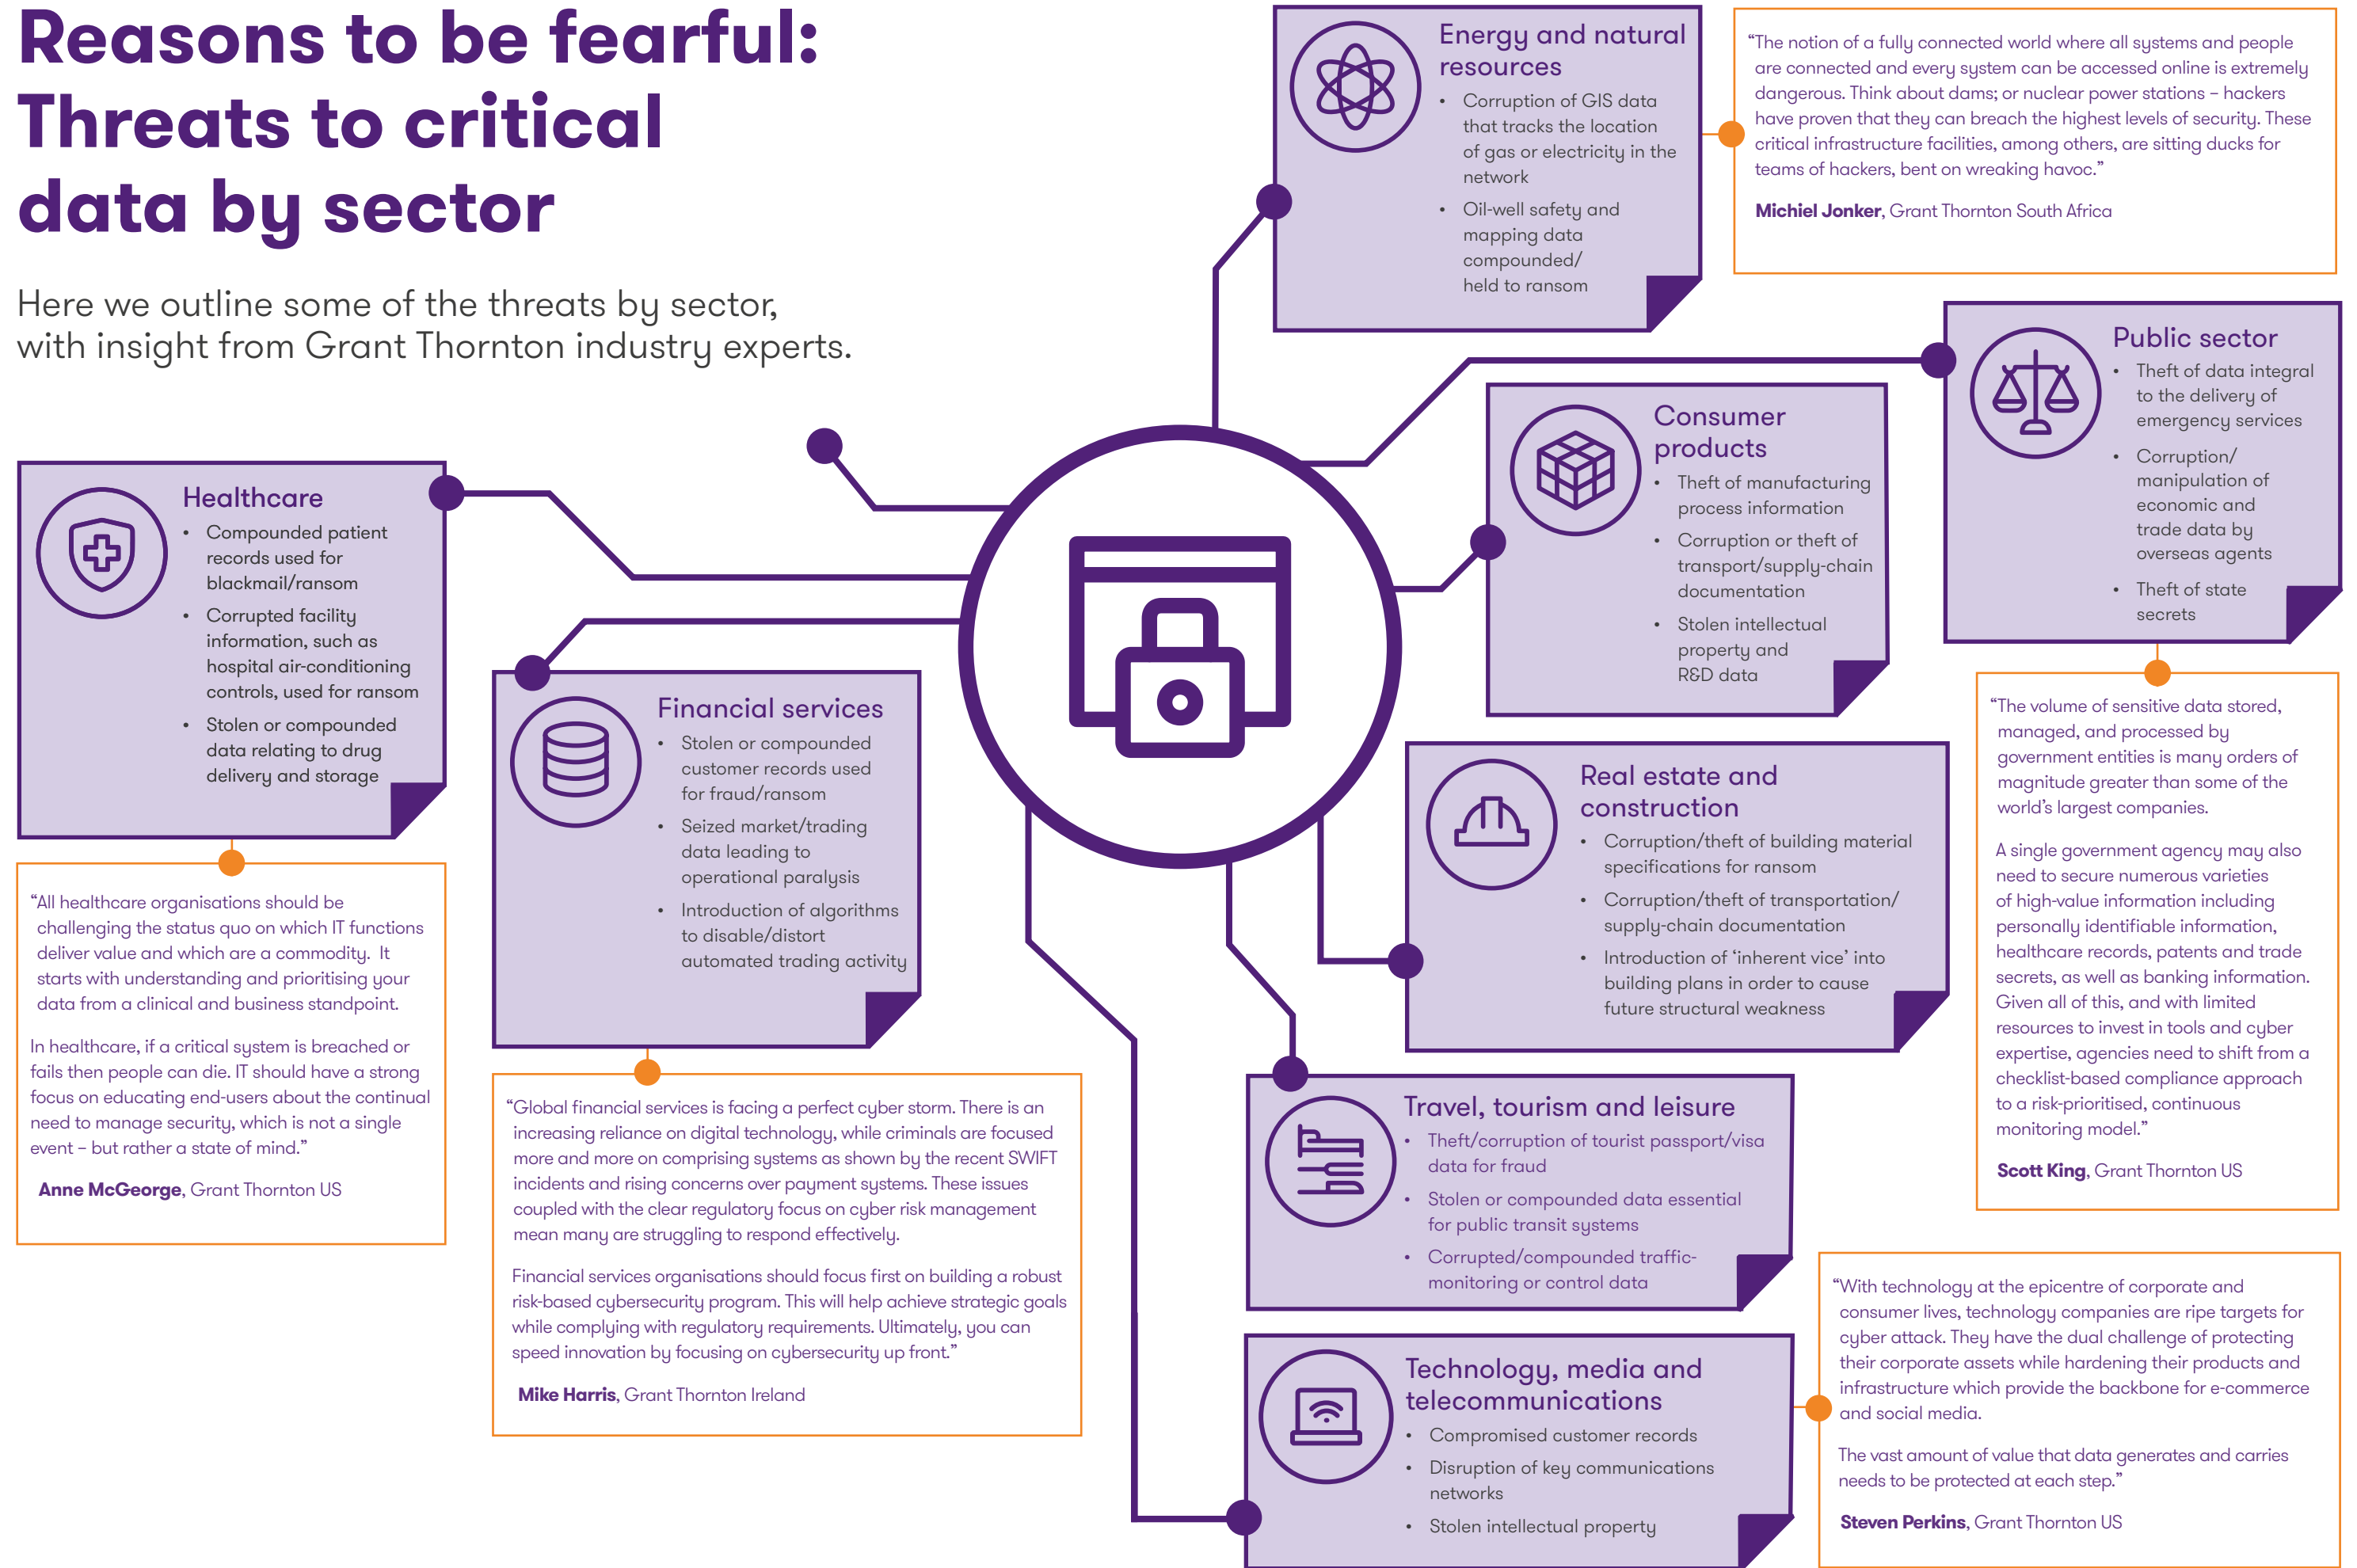 Reasons to be fearful:
Threats to critical
data by sector
Here we outline some of the threats by sector,
with insight from Grant Thornton industry experts.
Energy and natural
resources
• Corruption of GIS data
that tracks the location
of gas or electricity in the
network
• Oil-well safety and
mapping data
compounded/
held to ransom
“The notion of a fully connected world where all systems and people
are connected and every system can be accessed online is extremely
dangerous. Think about dams; or nuclear power stations – hackers
have proven that they can breach the highest levels of security. These
critical infrastructure facilities, among others, are sitting ducks for
teams of hackers, bent on wreaking havoc.”
Michiel Jonker, Grant Thornton South Africa
Public sector
• Theft of data integral
to the delivery of
emergency services
• Corruption/
manipulation of
economic and
trade data by
overseas agents
• Theft of state
secrets
“The volume of sensitive data stored,
managed, and processed by
government entities is many orders of
magnitude greater than some of the
world’s largest companies.
A single government agency may also
need to secure numerous varieties
of high-value information including
personally identifiable information,
healthcare records, patents and trade
secrets, as well as banking information.
Given all of this, and with limited
resources to invest in tools and cyber
expertise, agencies need to shift from a
checklist-based compliance approach
to a risk-prioritised, continuous
monitoring model.”
Scott King, Grant Thornton US
Consumer
products
• Theft of manufacturing
process information
• Corruption or theft of
transport/supply-chain
documentation
• Stolen intellectual
property and
R&D data
Healthcare
• Compounded patient
records used for
blackmail/ransom
• Corrupted facility
information, such as
hospital air-conditioning
controls, used for ransom
• Stolen or compounded
data relating to drug
delivery and storage
“All healthcare organisations should be
challenging the status quo on which IT functions
deliver value and which are a commodity. It
starts with understanding and prioritising your
data from a clinical and business standpoint.
In healthcare, if a critical system is breached or
fails then people can die. IT should have a strong
focus on educating end-users about the continual
need to manage security, which is not a single
event – but rather a state of mind.”
Anne McGeorge, Grant Thornton US
Financial services
• Stolen or compounded
customer records used
for fraud/ransom
• Seized market/trading
data leading to
operational paralysis
• Introduction of algorithms
to disable/distort
automated trading activity
“Global financial services is facing a perfect cyber storm. There is an
increasing reliance on digital technology, while criminals are focused
more and more on comprising systems as shown by the recent SWIFT
incidents and rising concerns over payment systems. These issues
coupled with the clear regulatory focus on cyber risk management
mean many are struggling to respond effectively.
Financial services organisations should focus first on building a robust
risk-based cybersecurity program. This will help achieve strategic goals
while complying with regulatory requirements. Ultimately, you can
speed innovation by focusing on cybersecurity up front.”
Mike Harris, Grant Thornton Ireland
Real estate and
construction
• Corruption/theft of building material
specifications for ransom
• Corruption/theft of transportation/
supply-chain documentation
• Introduction of ‘inherent vice’ into
building plans in order to cause
future structural weakness
Travel, tourism and leisure
• Theft/corruption of tourist passport/visa
data for fraud
• Stolen or compounded data essential
for public transit systems
• Corrupted/compounded traffic-
monitoring or control data
Technology, media and
telecommunications
• Compromised customer records
• Disruption of key communications
networks
• Stolen intellectual property
“With technology at the epicentre of corporate and
consumer lives, technology companies are ripe targets for
cyber attack. They have the dual challenge of protecting
their corporate assets while hardening their products and
infrastructure which provide the backbone for e-commerce
and social media.
The vast amount of value that data generates and carries
needs to be protected at each step.”
Steven Perkins, Grant Thornton US